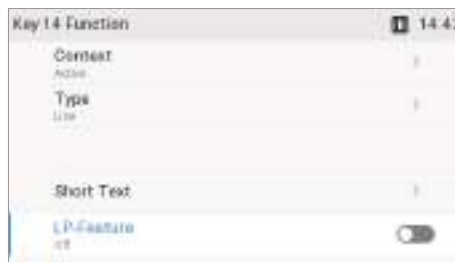 Key 14 Function 14:4
Context
Active
Type
Line
Short Text
LP-Feature
off